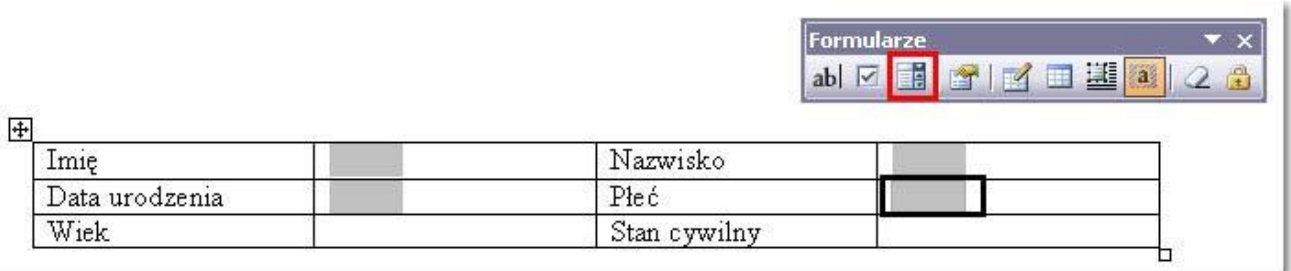 Formularze
ab|
a
Imię Nazwisko
Data urodzenia Płeć
Wiek Stan cywilny